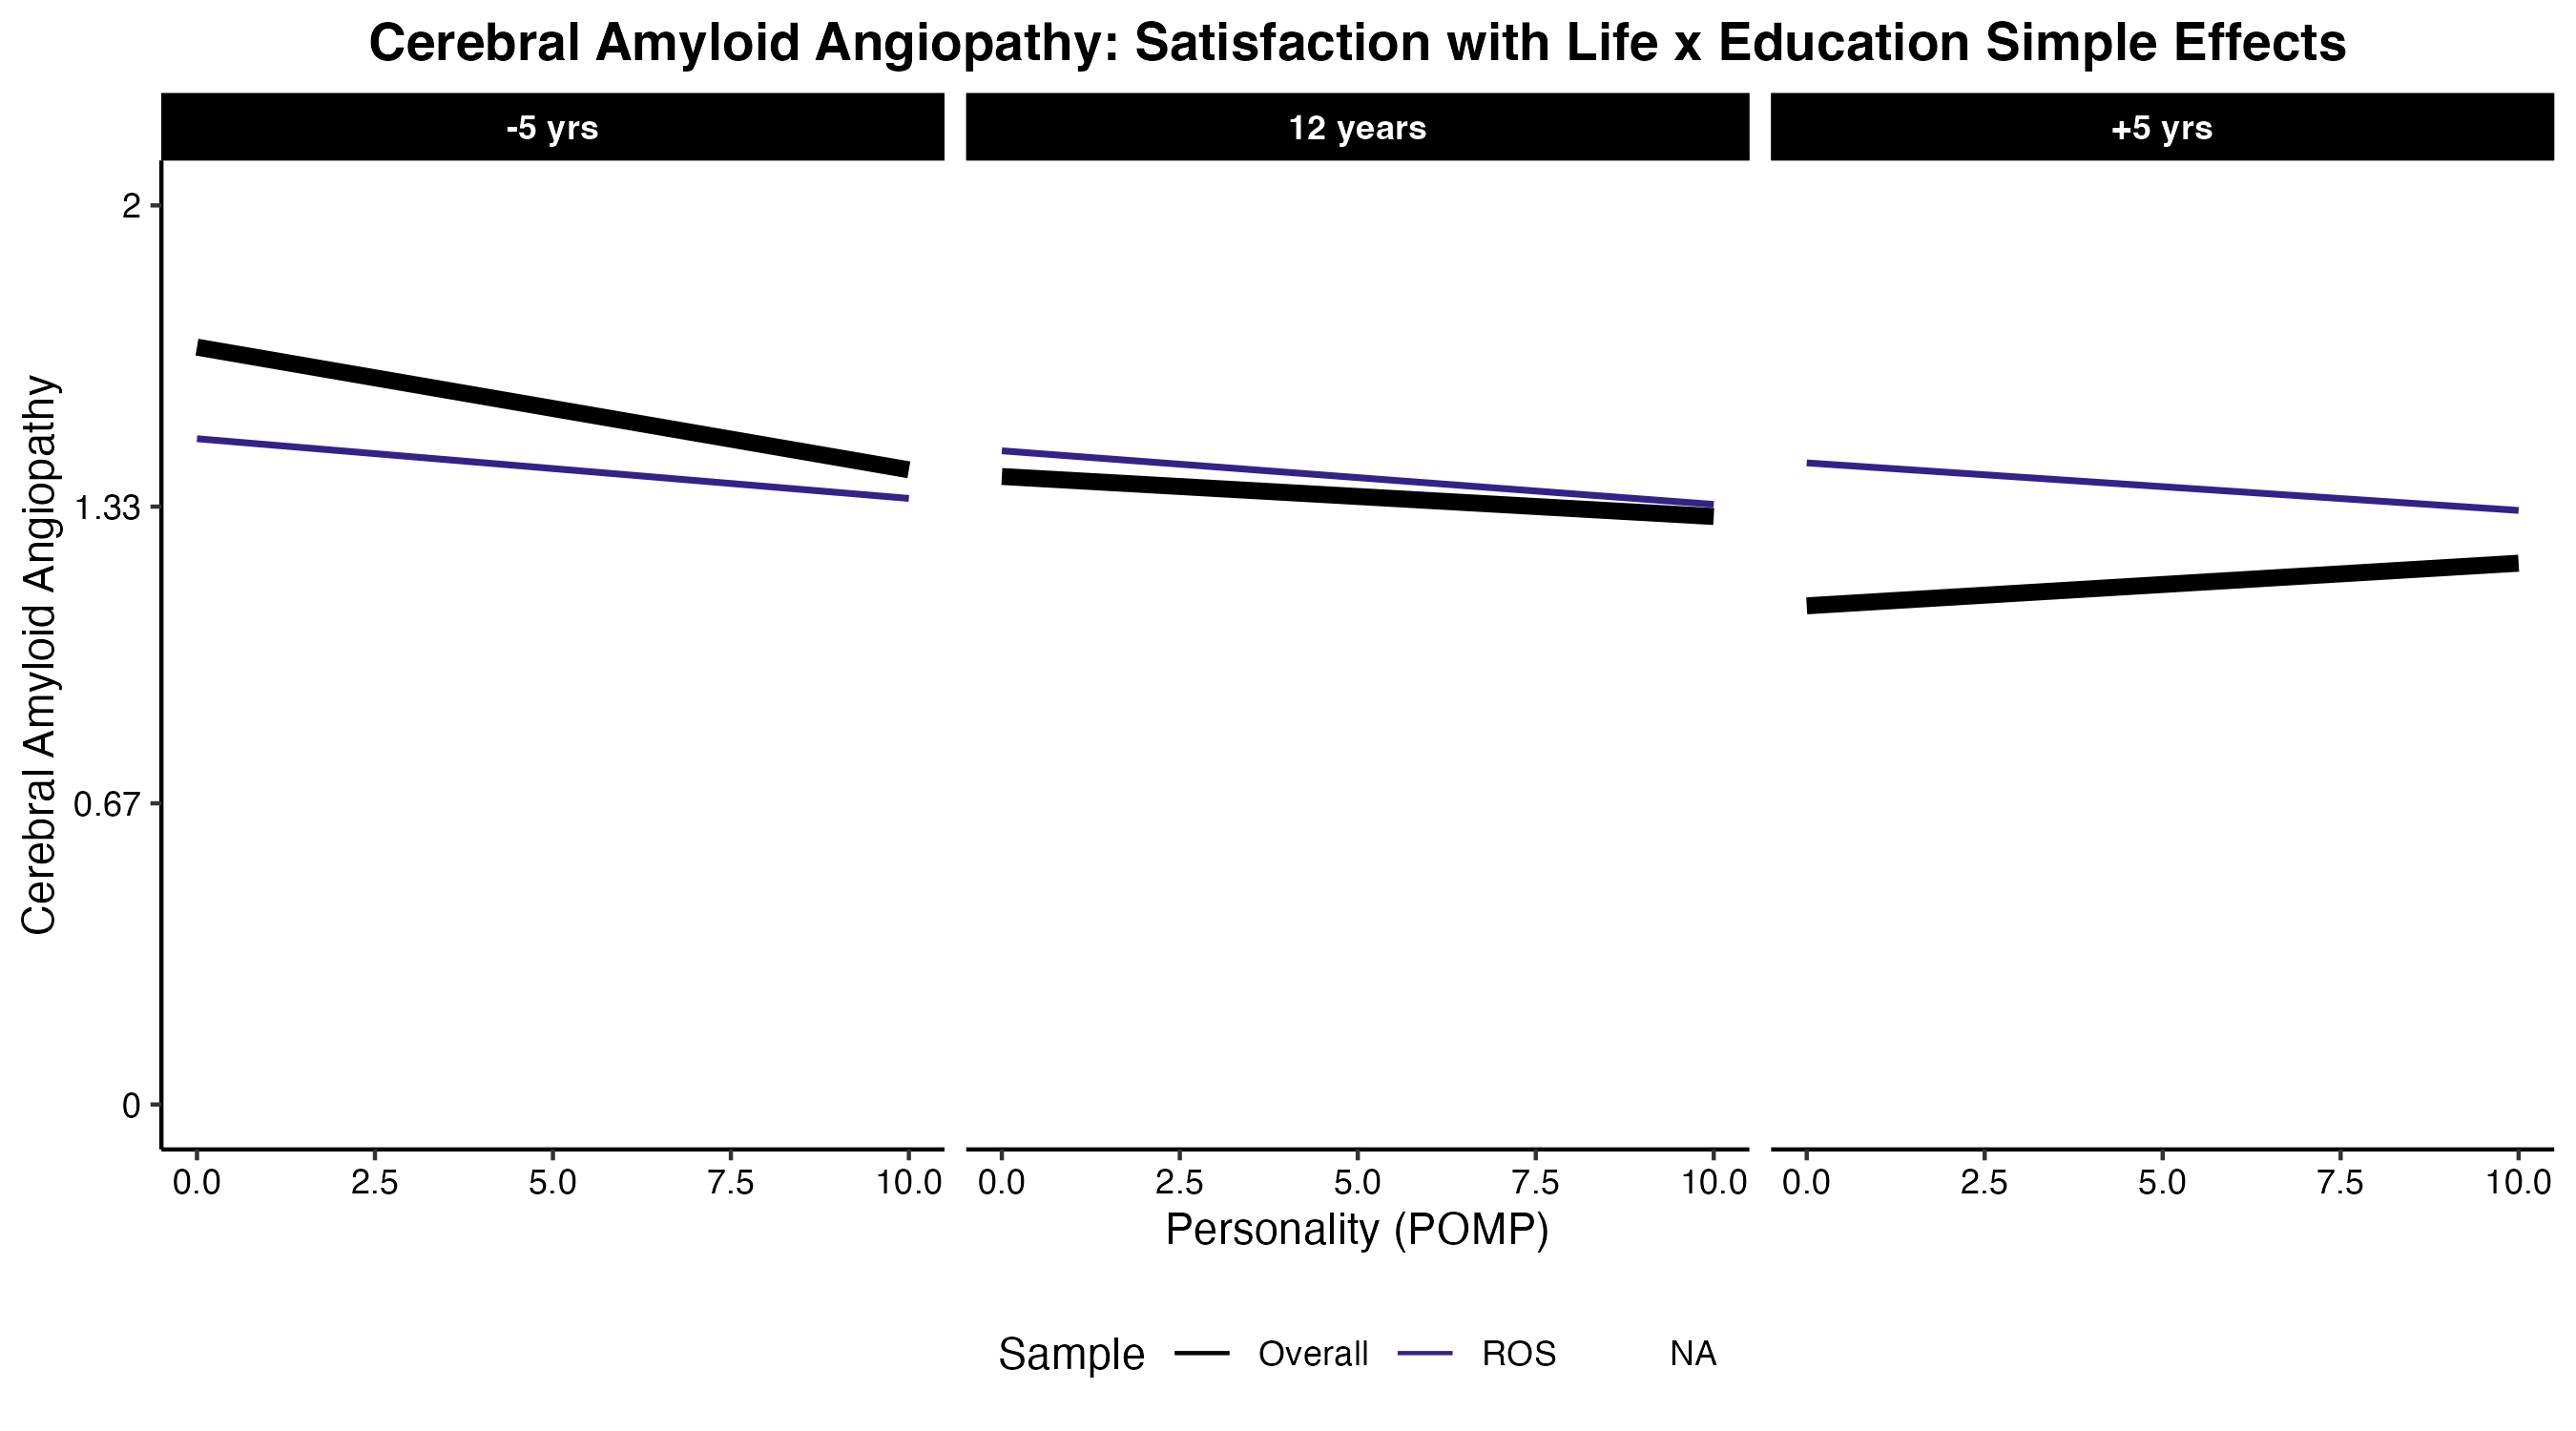 Cerebral Amyloid Angiopathy: Satisfaction with Life x Education Simple Effects
-5 yrs
12 years
+5 yrs
Cerebral Amyloid Angiopathy
2
1.33
0.67
0
0.0 2.5 5.0 7.5 10.0
0.0 2.5 5.0 7.5 10.0
0.0 2.5 5.0 7.5 10.0
Personality (POMP)
Sample Overall ROS NA